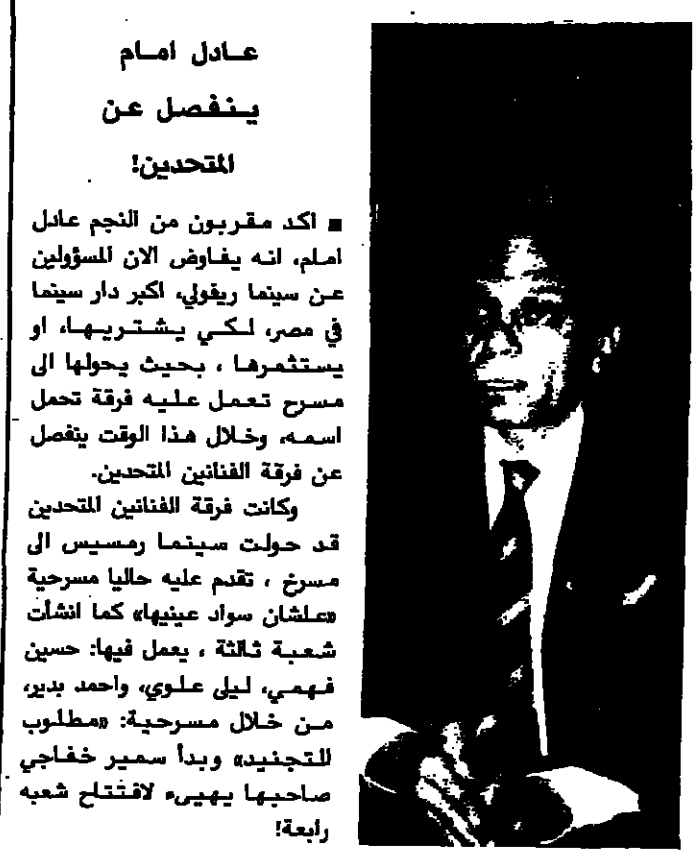 عادل امام
ينفصل عن
المتحدين!
■ اكد مقربون من النجم عادل
امام، انه يفاوض الان المسؤولين
عن سينما ريفولي، اكبر دار سينما
في مصر، لكي يشتريها، او
يستثمرها ، بحيث يحولها الى
مسرح تعمل عليه فرقة تحمل
اسمه، وخلال هذا الوقت ينفصل
عن فرقة الفنانين المتحدين.
وكانت فرقة الفنانين المتحدين
قد حولت سينما رمسيس الى
مسرح ، تقدم عليه حاليا مسرحية
«علشان سواد عينيها» كما انشأت
شعبة ثالثة ، يعمل فيها: حسين
فهمي، ليلى علوي، واحمد بدير،
من خلال مسرحية: «مطلوب
للتجنيد» وبدأ سمير خفاجي
صاحبها يهيىء لافتتاح شعبه
رابعة!